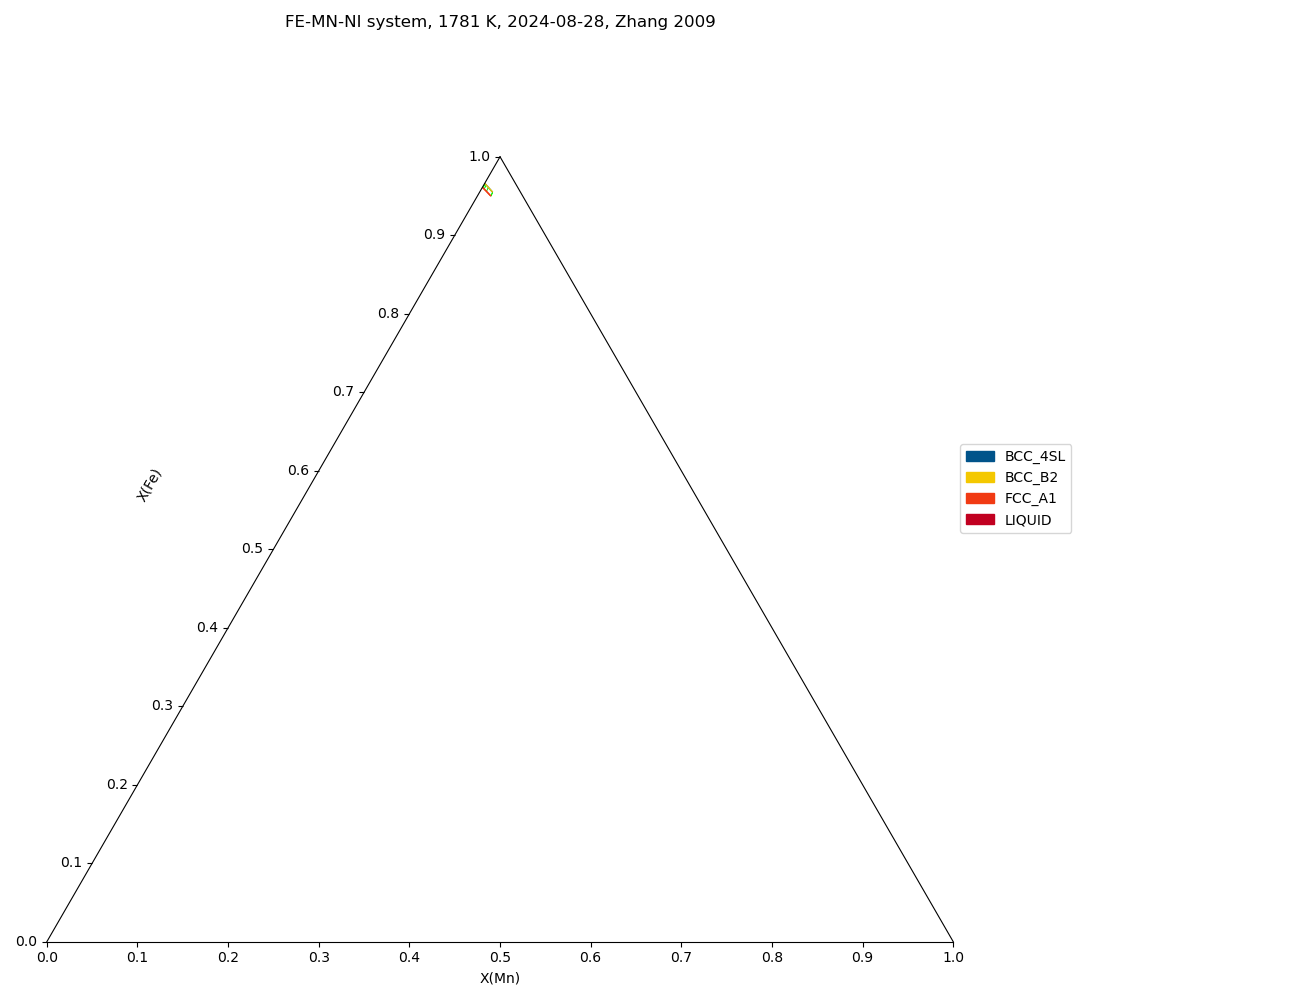 FE-MN-NI system, 1781 K, 2024-08-28, Zhang 2009
1.0
0.9
0.8
0.7
0.6
0.5
0.4
0.3
0.2
0.1
0.0
X(Fe)
BCC_4SL
BCC_B2
FCC_A1
LIQUID
0.0 0.1 0.2 0.3 0.4 0.5 0.6 0.7 0.8 0.9 1.0
X(Mn)